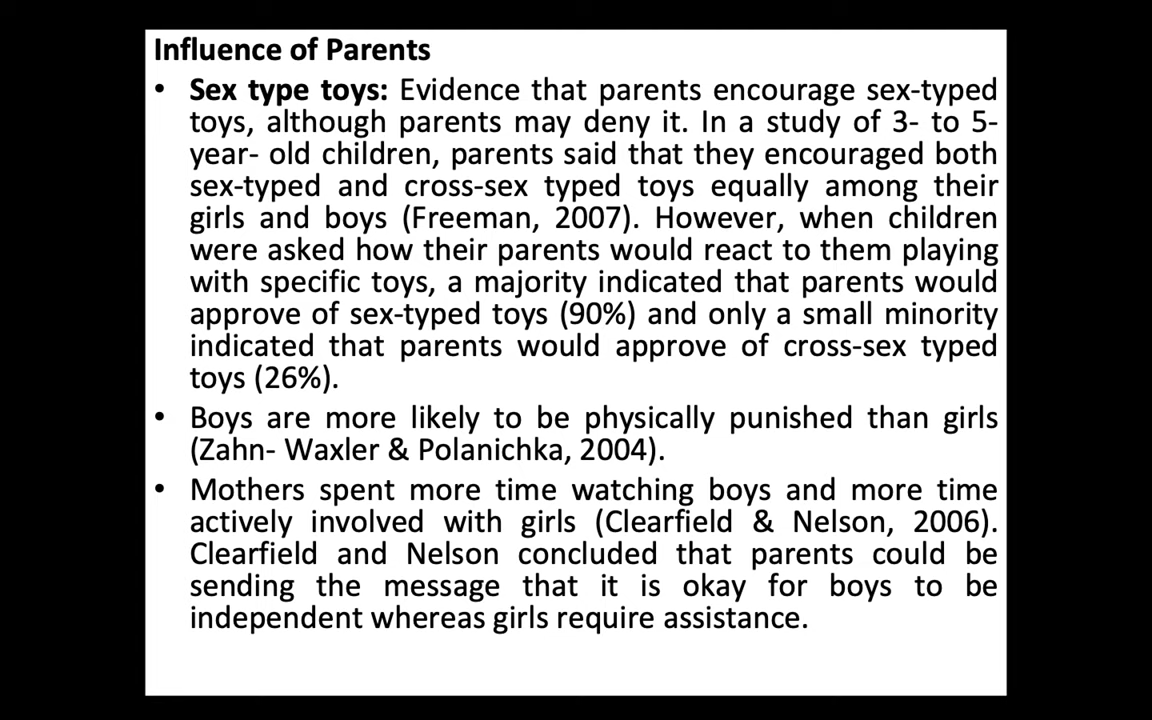 Influence of Parents
• Sex type toys: Evidence that parents encourage sex-typed
toys, although parents may deny it. In a study of 3- to 5-
year- old children, parents said that they encouraged both
sex-typed and cross-sex typed toys equally among their
girls and boys (Freeman, 2007). However, when children
were asked how their parents would react to them playing
with specific toys, a majority indicated that parents would
approve of sex-typed toys (90%) and only a small minority
indicated that parents would approve of cross-sex typed
toys (26%).
• Boys are more likely to be physically punished than girls
(Zahn- Waxler & Polanichka, 2004).
• Mothers spent more time watching boys and more time
actively involved with girls (Clearfield & Nelson, 2006).
Clearfield and Nelson concluded that parents could be
sending the message that it is okay for boys to be
independent whereas girls require assistance.